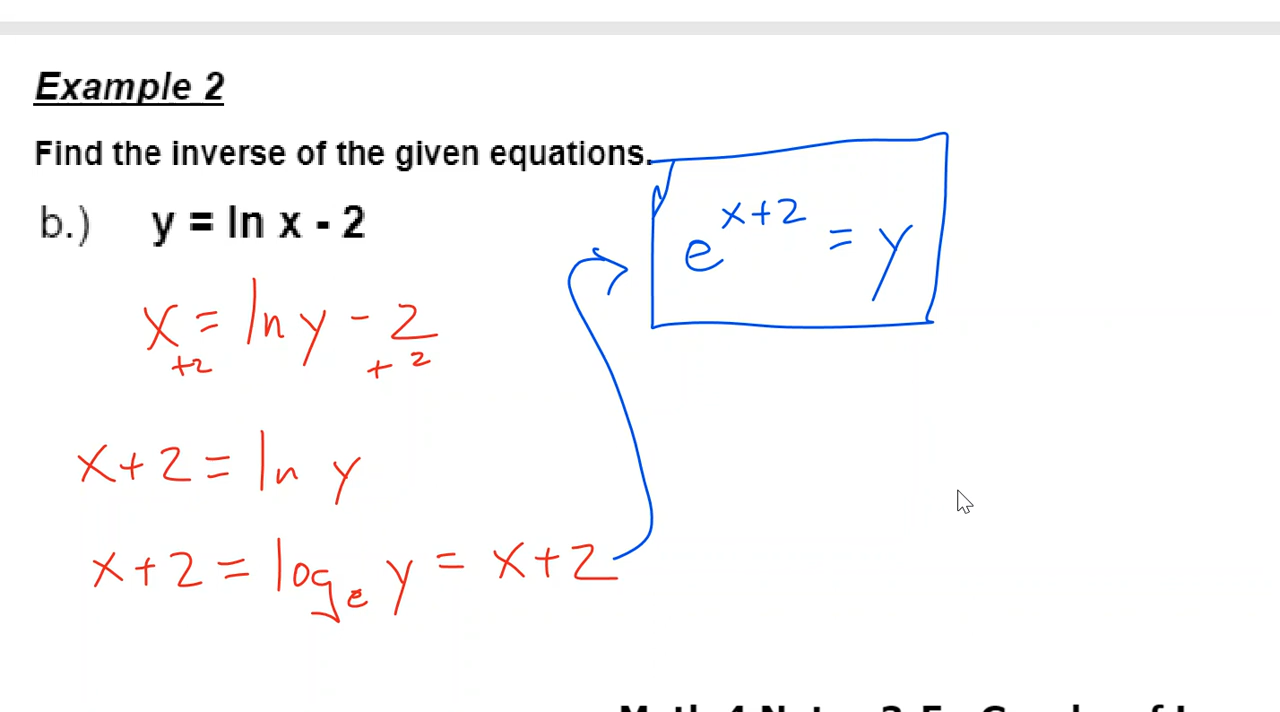 Example 2
Find the inverse of the given equations.
b.) y = ln x - 2
e^{x+2} = y
x = ln y - 2
+2 + 2
x+2 = ln y
x+2 = log_e y = x+2